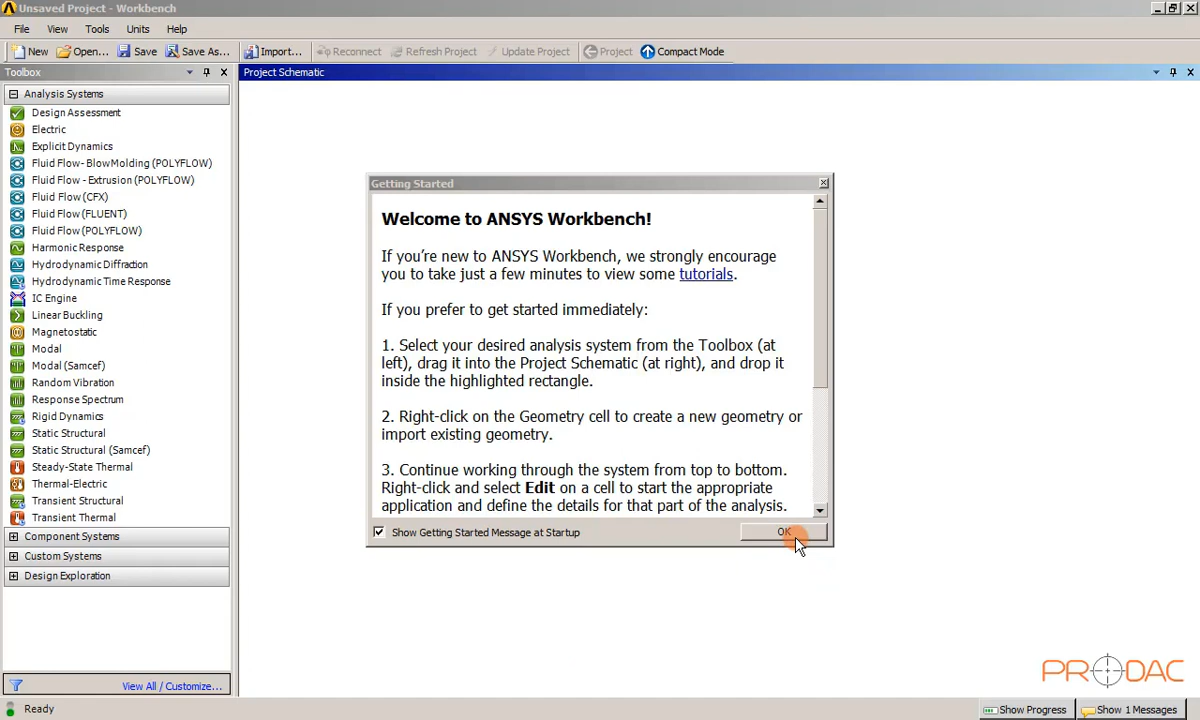 Unsaved Project - Workbench
File View Tools Units Help
New Open... Save Save As... Import... Reconnect Refresh Project Update Project Project Compact Mode
Toolbox
Project Schematic
Analysis Systems
Design Assessment
Electric
Explicit Dynamics
Fluid Flow- BlowMolding (POLYFLOW)
Fluid Flow - Extrusion (POLYFLOW)
Fluid Flow (CFX)
Fluid Flow (FLUENT)
Fluid Flow (POLYFLOW)
Harmonic Response
Hydrodynamic Diffraction
Hydrodynamic Time Response
IC Engine
Linear Buckling
Magnetostatic
Modal
Modal (Samcef)
Random Vibration
Response Spectrum
Rigid Dynamics
Static Structural
Static Structural (Samcef)
Steady-State Thermal
Thermal-Electric
Transient Structural
Transient Thermal
Component Systems
Custom Systems
Design Exploration
View All / Customize...
Getting Started
Welcome to ANSYS Workbench!
If you're new to ANSYS Workbench, we strongly encourage
you to take just a few minutes to view some tutorials.
If you prefer to get started immediately:
1. Select your desired analysis system from the Toolbox (at
left), drag it into the Project Schematic (at right), and drop it
inside the highlighted rectangle.
2. Right-click on the Geometry cell to create a new geometry or
import existing geometry.
3. Continue working through the system from top to bottom.
Right-click and select Edit on a cell to start the appropriate
application and define the details for that part of the analysis.
Show Getting Started Message at Startup
OK
PRODAC
Ready
Show Progress
Show 1 Messages